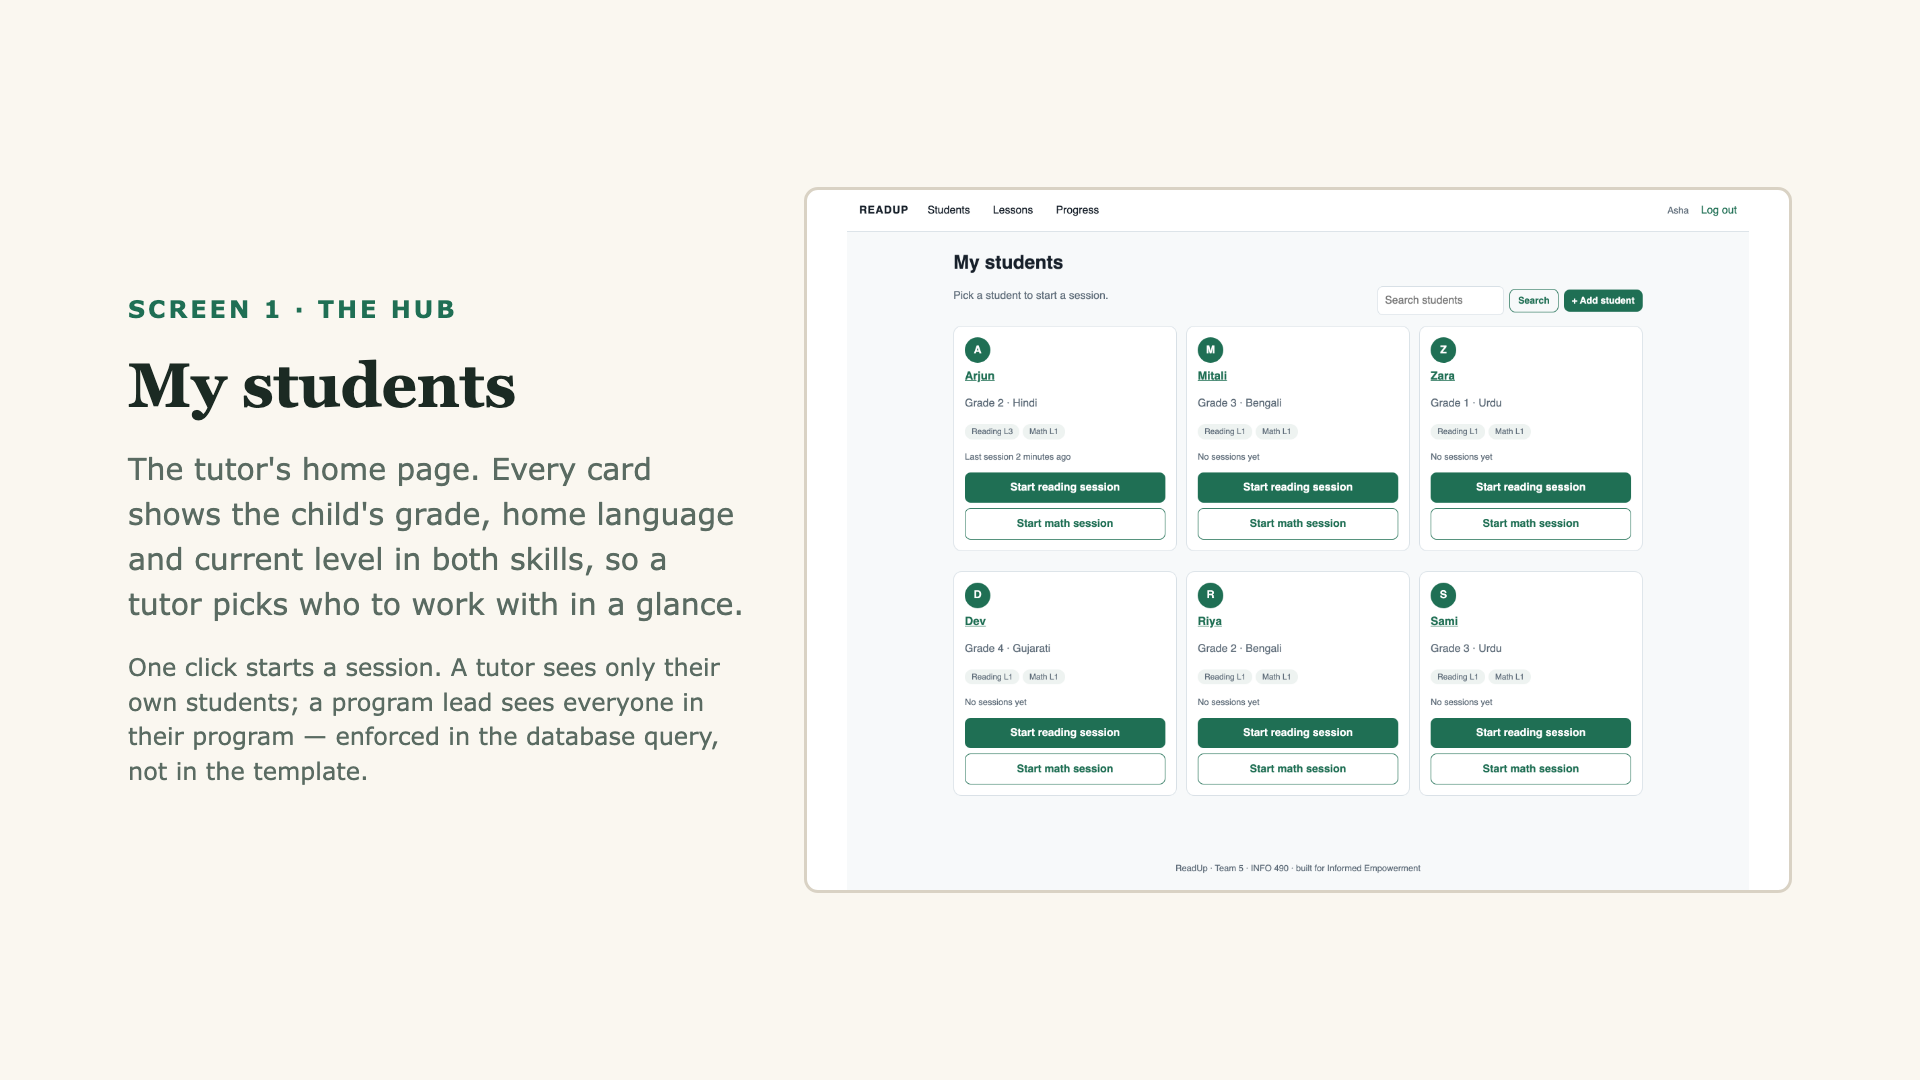 SCREEN 1 · THE HUB
My students
The tutor's home page. Every card
shows the child's grade, home language
and current level in both skills, so a
tutor picks who to work with in a glance.
One click starts a session. A tutor sees only their
own students; a program lead sees everyone in
their program — enforced in the database query,
not in the template.
READUP Students Lessons Progress Asha Log out
My students
Pick a student to start a session.
Search students Search + Add student
A
Arjun
Grade 2 · Hindi
Reading L3 Math L1
Last session 2 minutes ago
Start reading session
Start math session
M
Mitali
Grade 3 · Bengali
Reading L1 Math L1
No sessions yet
Start reading session
Start math session
Z
Zara
Grade 1 · Urdu
Reading L1 Math L1
No sessions yet
Start reading session
Start math session
D
Dev
Grade 4 · Gujarati
Reading L1 Math L1
No sessions yet
Start reading session
Start math session
R
Riya
Grade 2 · Bengali
Reading L1 Math L1
No sessions yet
Start reading session
Start math session
S
Sami
Grade 3 · Urdu
Reading L1 Math L1
No sessions yet
Start reading session
Start math session
ReadUp · Team 5 · INFO 490 · built for Informed Empowerment